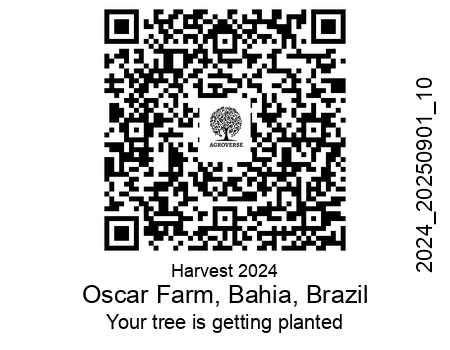 AGROVERSE
Harvest 2024
Oscar Farm, Bahia, Brazil
Your tree is getting planted
2024_20250901_10